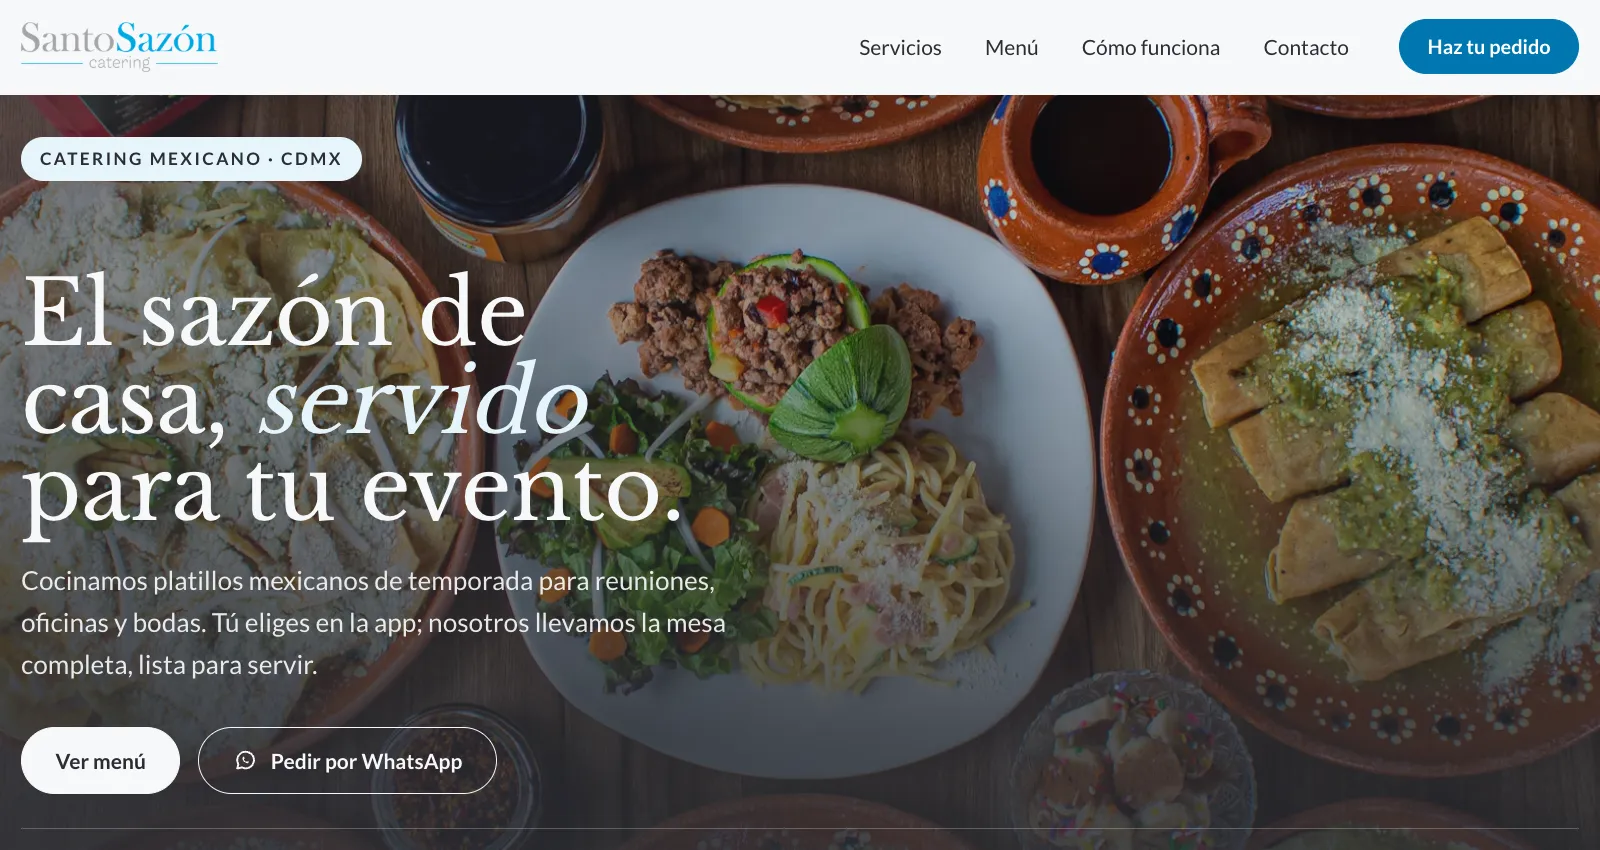 SantoSazón
catering
Servicios
Menú
Cómo funciona
Contacto
Haz tu pedido
CATERING MEXICANO · CDMX
El sazón de
casa, servido
para tu evento.
Cocinamos platillos mexicanos de temporada para reuniones,
oficinas y bodas. Tú eliges en la app; nosotros llevamos la mesa
completa, lista para servir.
Ver menú
Pedir por WhatsApp